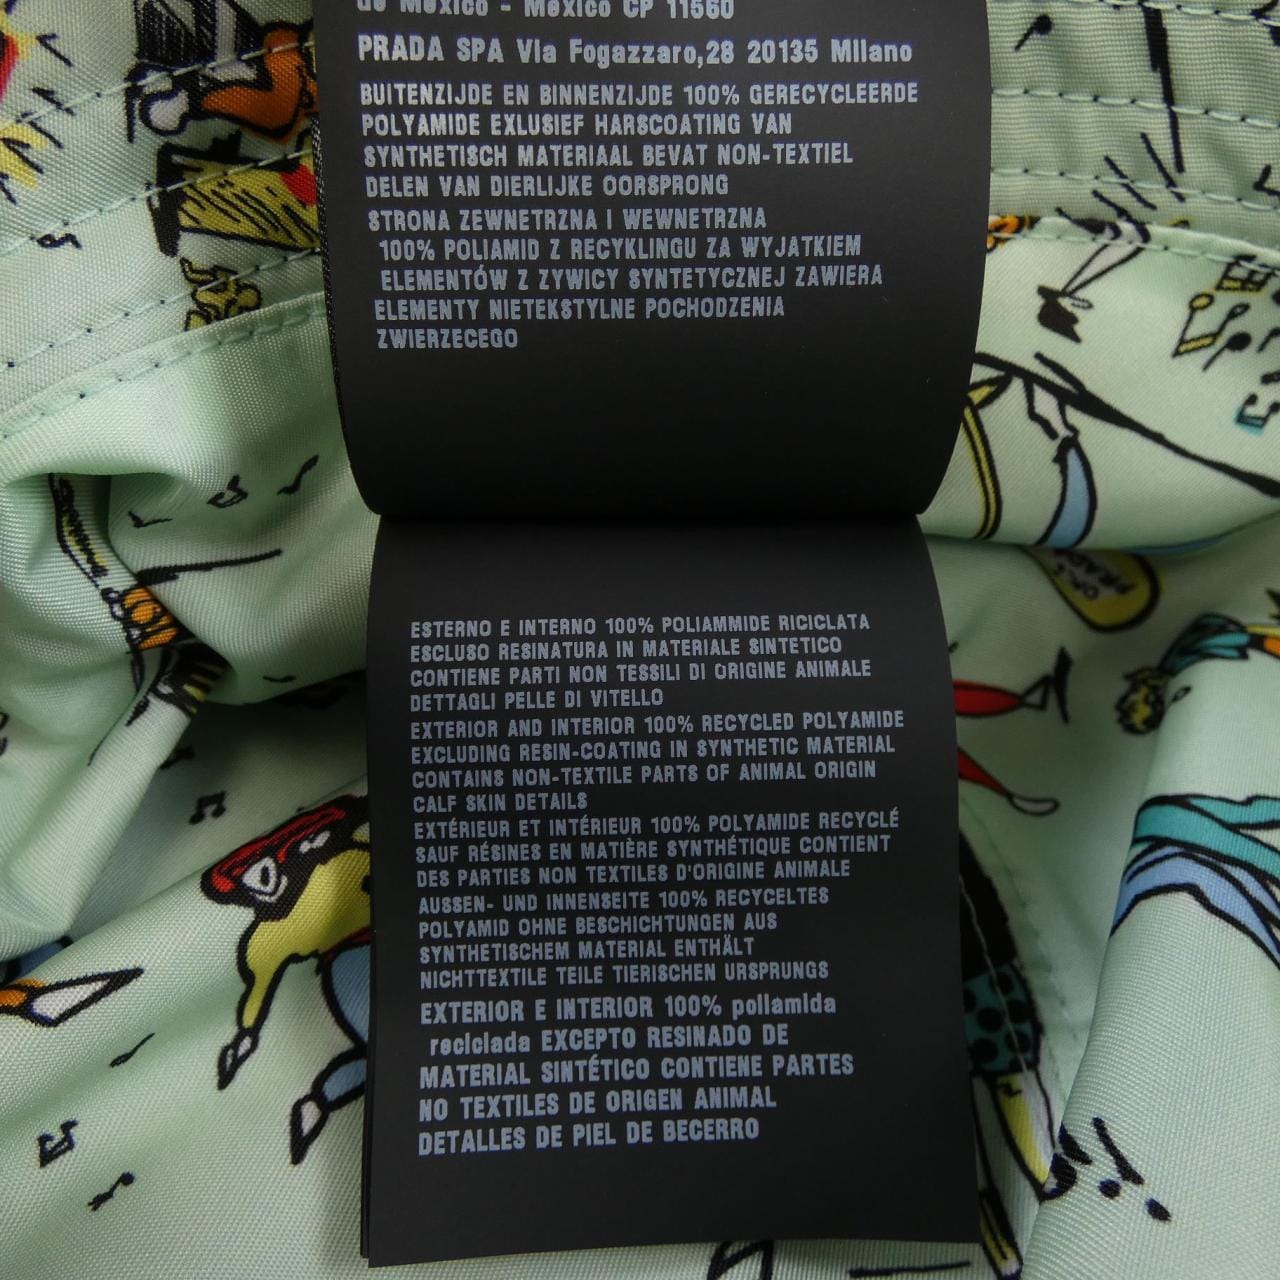 de Mexico - Mexico CP 11560
PRADA SPA Via Fogazzaro,28 20135 Milano
BUITENZIJDE EN BINNENZIJDE 100% GERECYCLEERDE
POLYAMIDE EXLUSIEF HARSCOATING VAN
SYNTHETISCH MATERIAAL BEVAT NON-TEXTIEL
DELEN VAN DIERLIJKE OORSPRONG
STRONA ZEWNETRZNA I WEWNETRZNA
100% POLIAMID Z RECYKLINGU ZA WYJATKIEM
ELEMENTÓW Z ZYWICY SYNTETYCZNEJ ZAWIERA
ELEMENTY NIETEKSTYLNE POCHODZENIA
ZWIERZECEGO
ESTERNO E INTERNO 100% POLIAMMIDE RICICLATA
ESCLUSO RESINATURA IN MATERIALE SINTETICO
CONTIENE PARTI NON TESSILI DI ORIGINE ANIMALE
DETTAGLI PELLE DI VITELLO
EXTERIOR AND INTERIOR 100% RECYCLED POLYAMIDE
EXCLUDING RESIN-COATING IN SYNTHETIC MATERIAL
CONTAINS NON-TEXTILE PARTS OF ANIMAL ORIGIN
CALF SKIN DETAILS
EXTÉRIEUR ET INTÉRIEUR 100% POLYAMIDE RECYCLÉ
SAUF RÉSINES EN MATIÈRE SYNTHÉTIQUE CONTIENT
DES PARTIES NON TEXTILES D'ORIGINE ANIMALE
AUSSEN- UND INNENSEITE 100% RECYCELTES
POLYAMID OHNE BESCHICHTUNGEN AUS
SYNTHETISCHEM MATERIAL ENTHÄLT
NICHTTEXTILE TEILE TIERISCHEN URSPRUNGS
EXTERIOR E INTERIOR 100% poliamida
reciclada EXCEPTO RESINADO DE
MATERIAL SINTÉTICO CONTIENE PARTES
NO TEXTILES DE ORIGEN ANIMAL
DETALLES DE PIEL DE BECERRO